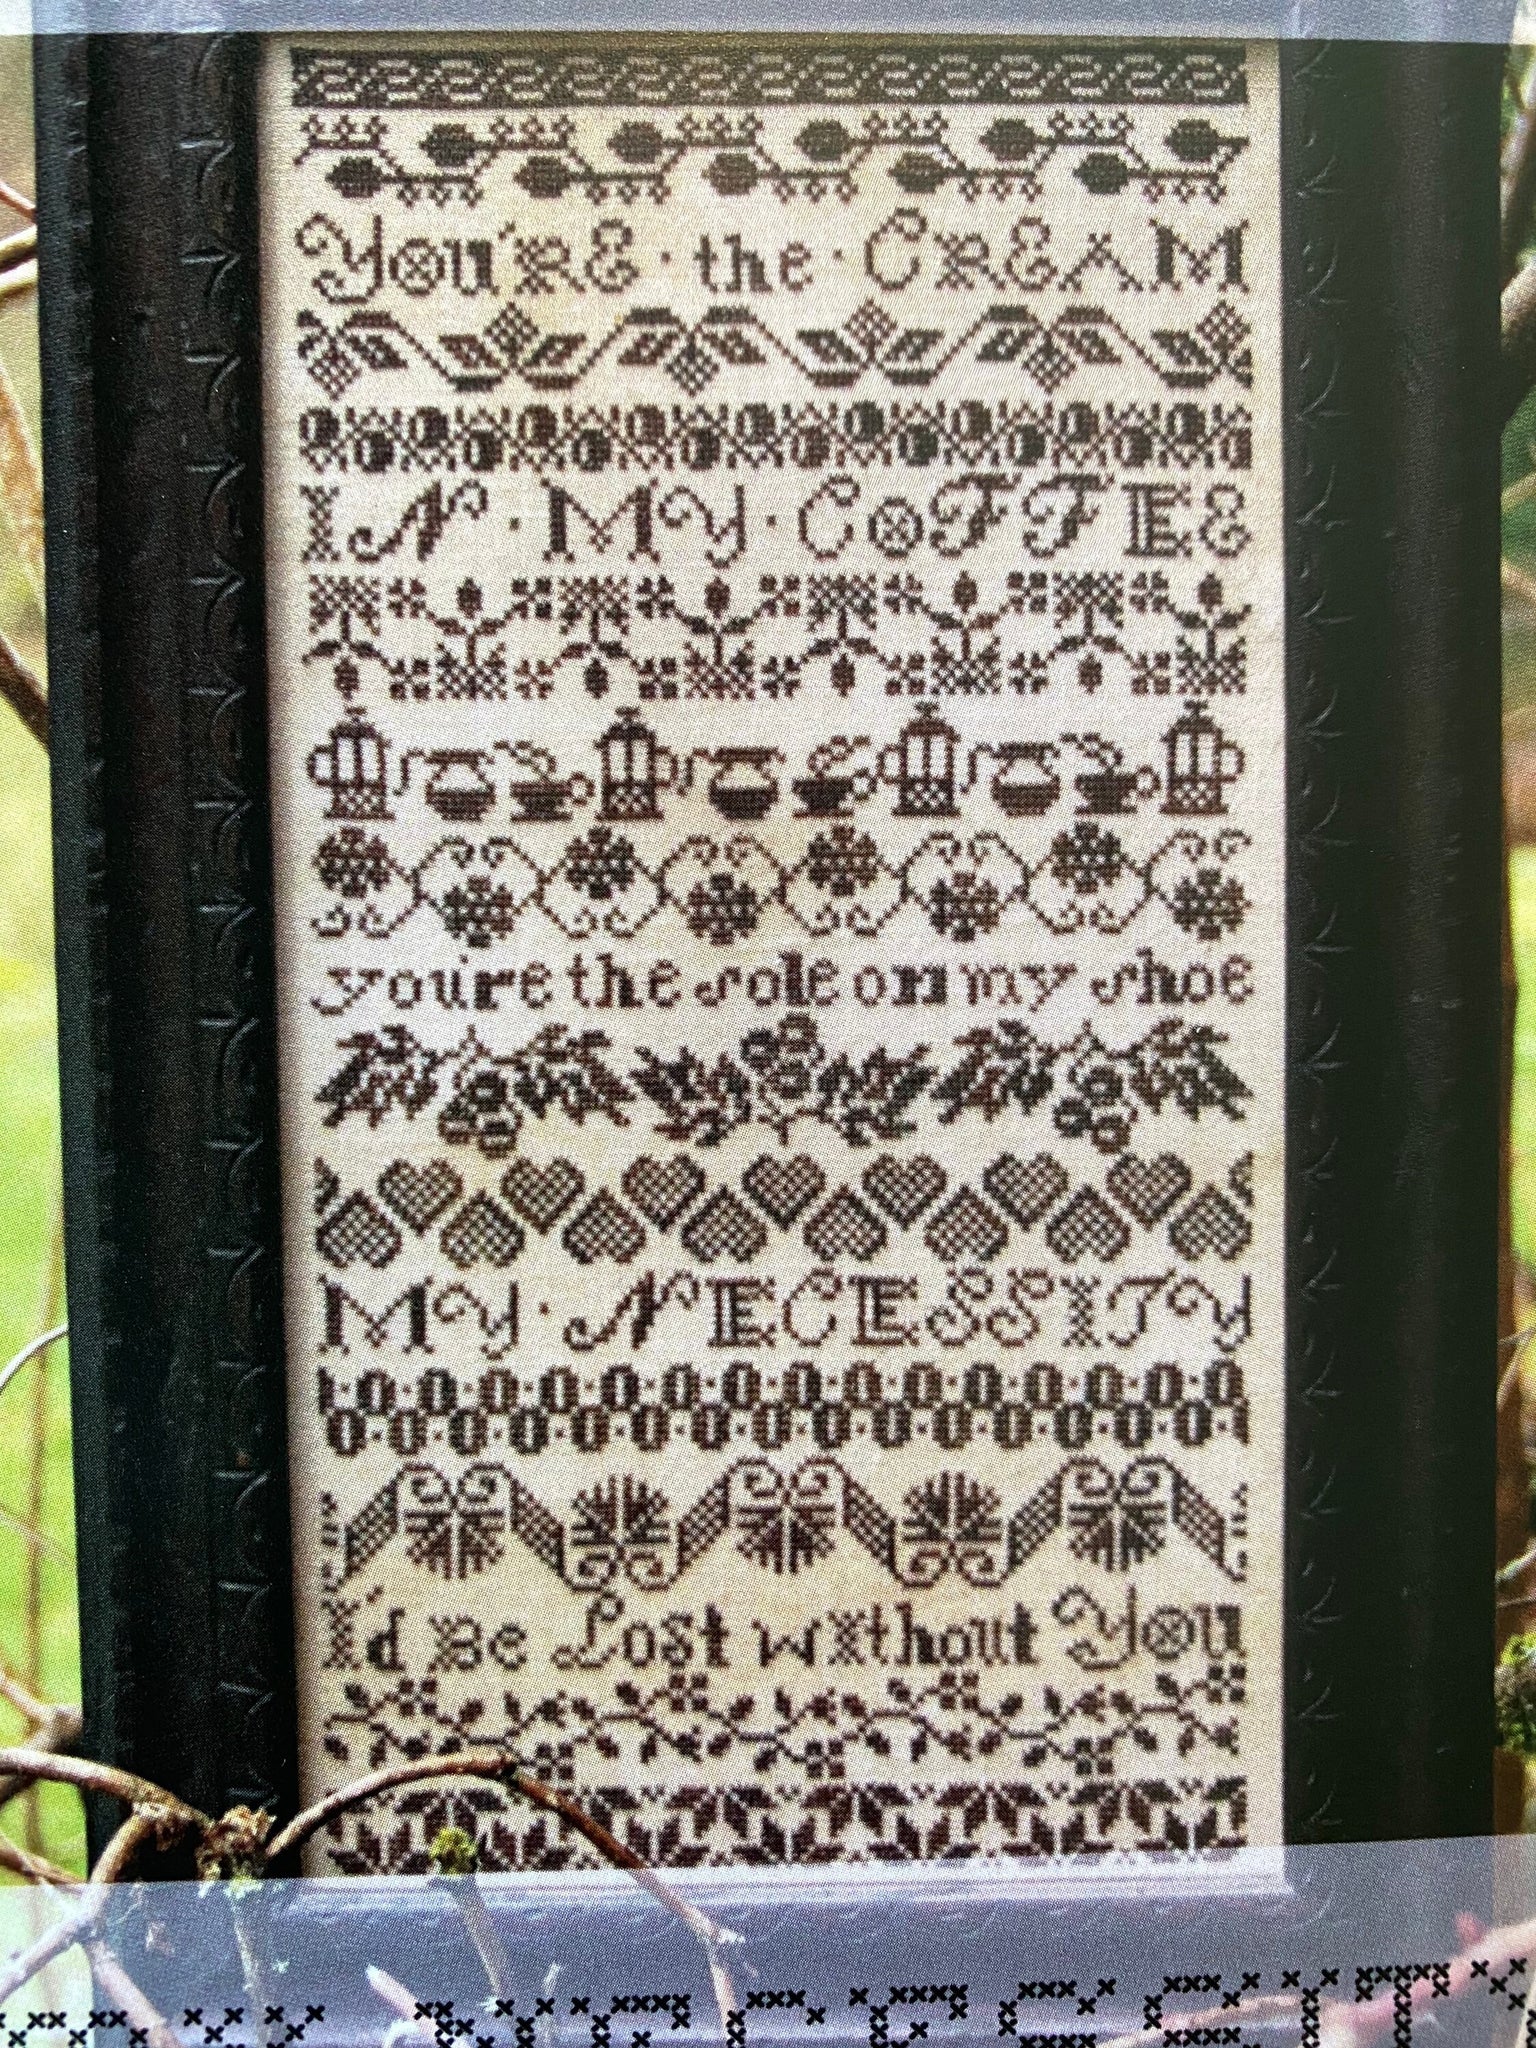 You're · the · CREAM
IN · MY · COFFEE
you're the sole on my shoe
MY · NECESSITY
I'd Be Lost without You